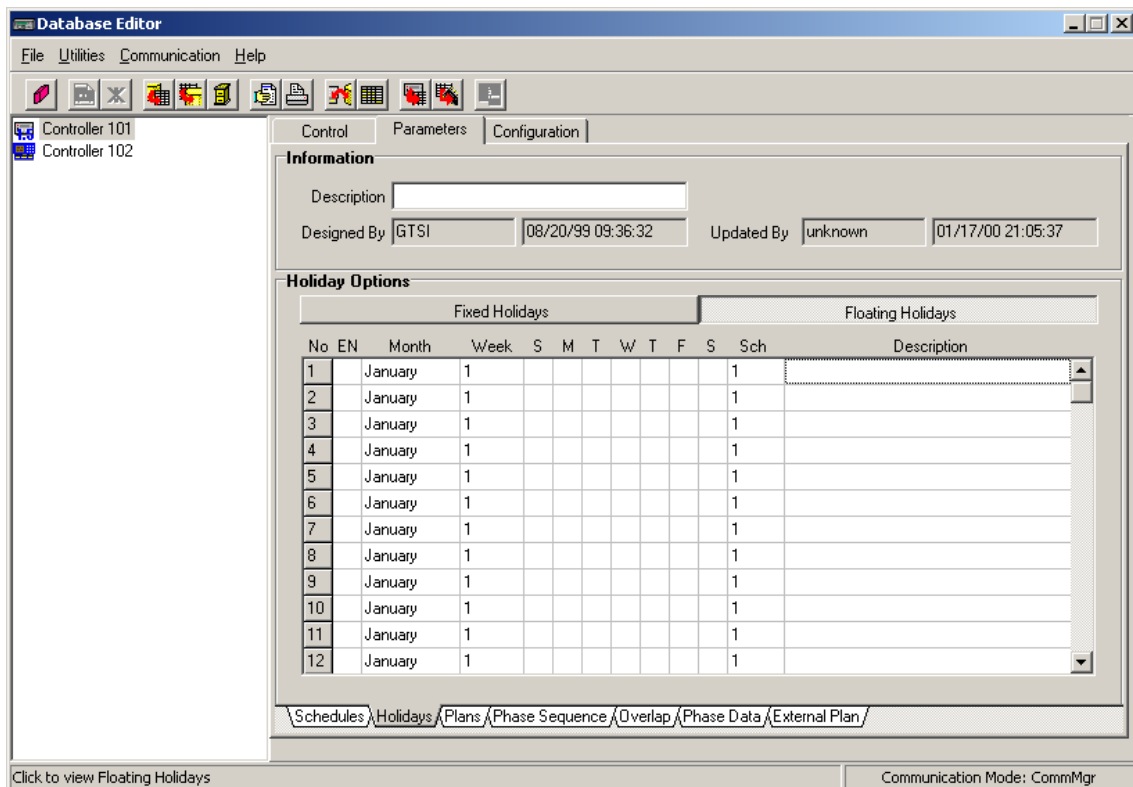 Database Editor
File Utilities Communication Help
Controller 101
Controller 102
Control Parameters Configuration
Information
Description
Designed By GTSI 08/20/99 09:36:32 Updated By unknown 01/17/00 21:05:37
Holiday Options
Fixed Holidays Floating Holidays
No EN Month Week S M T W T F S Sch Description
1 January 1 1
2 January 1 1
3 January 1 1
4 January 1 1
5 January 1 1
6 January 1 1
7 January 1 1
8 January 1 1
9 January 1 1
10 January 1 1
11 January 1 1
12 January 1 1
Schedules Holidays Plans Phase Sequence Overlap Phase Data External Plan
Click to view Floating Holidays Communication Mode: CommMgr